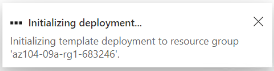 Initializing deployment...
Initializing template deployment to resource group
'az104-09a-rg1-683246'.